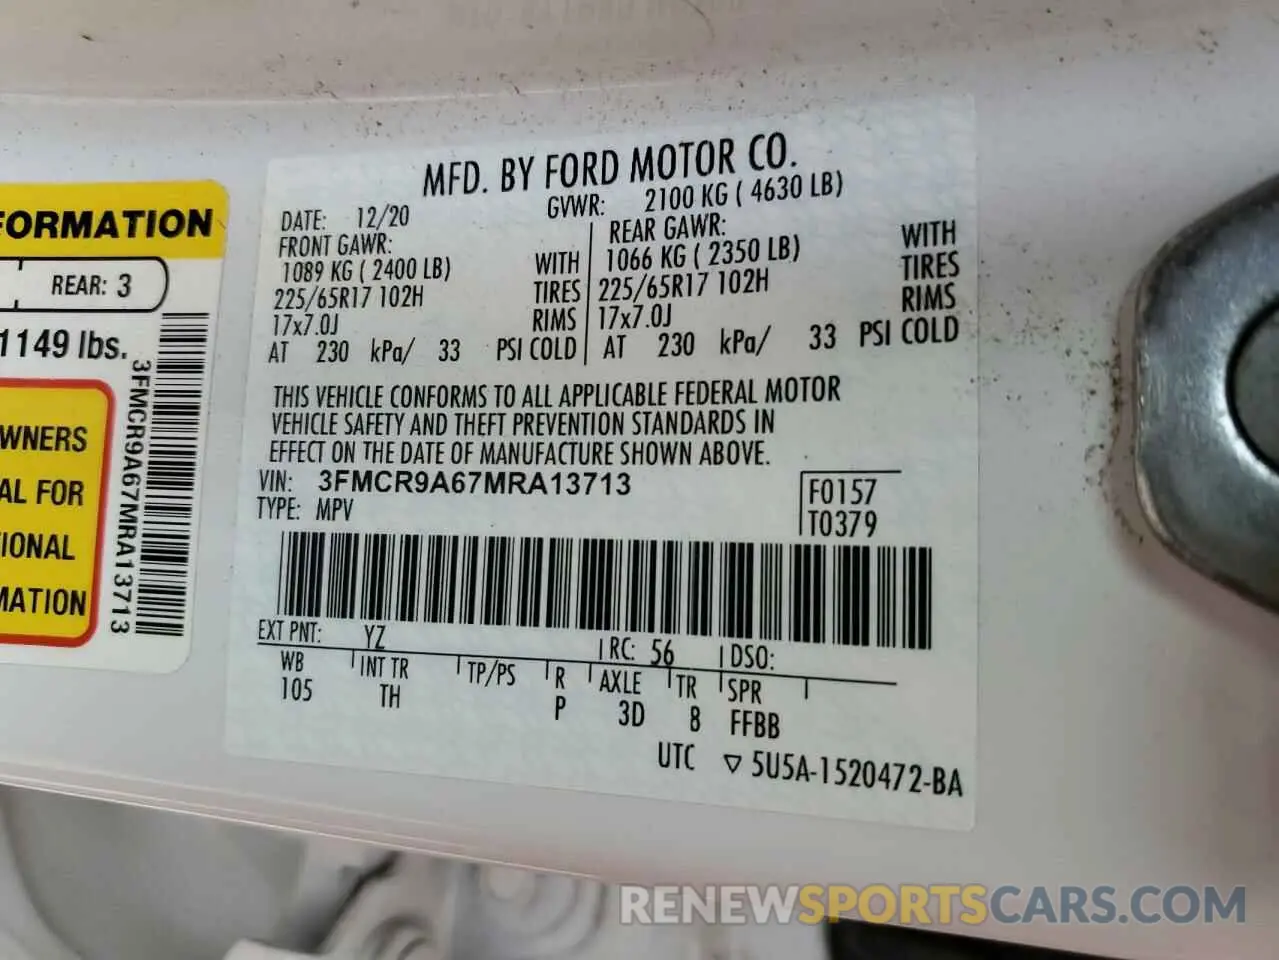 FORMATION
REAR: 3
1149 lbs.
WNERS
AL FOR
IONAL
MATION
3FMCR9A67MRA13713
MFD. BY FORD MOTOR CO.
DATE: 12/20 GVWR: 2100 KG ( 4630 LB)
FRONT GAWR: REAR GAWR:
1089 KG ( 2400 LB) WITH 1066 KG ( 2350 LB) WITH
225/65R17 102H TIRES 225/65R17 102H TIRES
17x7.0J RIMS 17x7.0J RIMS
AT 230 kPa/ 33 PSI COLD AT 230 kPa/ 33 PSI COLD
THIS VEHICLE CONFORMS TO ALL APPLICABLE FEDERAL MOTOR
VEHICLE SAFETY AND THEFT PREVENTION STANDARDS IN
EFFECT ON THE DATE OF MANUFACTURE SHOWN ABOVE.
VIN: 3FMCR9A67MRA13713 F0157
TYPE: MPV T0379
EXT PNT: YZ RC: 56 DSO:
WB INT TR TP/PS R AXLE TR SPR
105 TH P 3D 8 FFBB
UTC ▽ 5U5A-1520472-BA
RENEWSPORTSCARS.COM